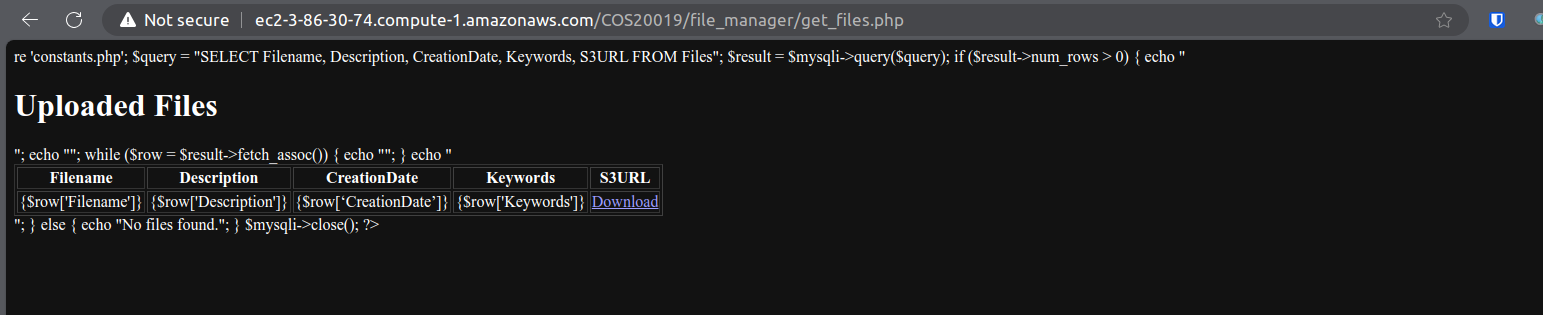 Not secure ec2-3-86-30-74.compute-1.amazonaws.com/COS20019/file_manager/get_files.php
re 'constants.php'; $query = "SELECT Filename, Description, CreationDate, Keywords, S3URL FROM Files"; $result = $mysqli->query($query); if ($result->num_rows > 0) { echo "
Uploaded Files
"; echo ""; while ($row = $result->fetch_assoc()) { echo ""; } echo "
Filename Description CreationDate Keywords S3URL
{$row['Filename']} {$row['Description']} {$row[‘CreationDate’]} {$row['Keywords']} Download
"; } else { echo "No files found."; } $mysqli->close(); ?>